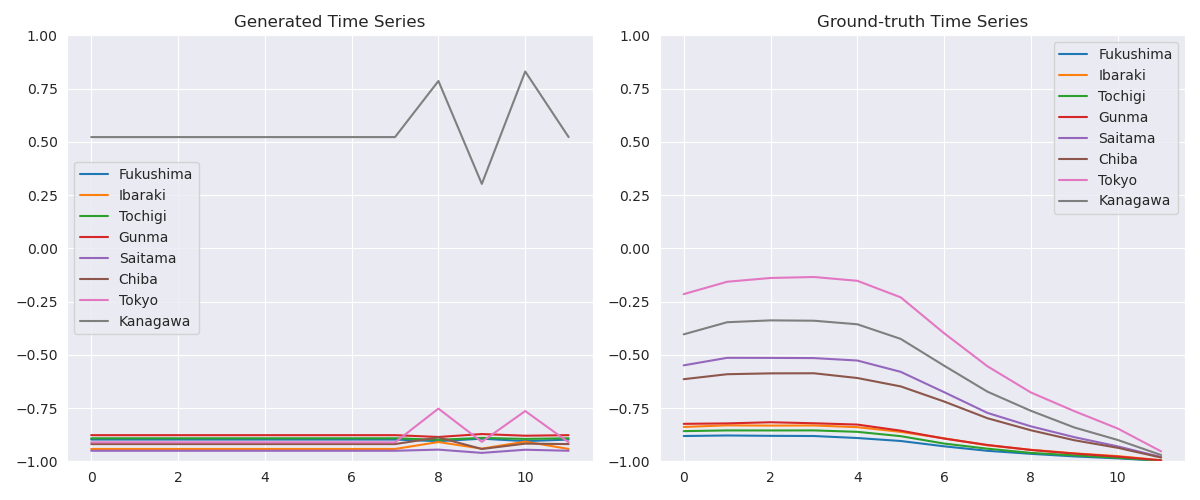 Generated Time Series
1.00
0.75
0.50
0.25
0.00
−0.25
−0.50
−0.75
−1.00
Fukushima
Ibaraki
Tochigi
Gunma
Saitama
Chiba
Tokyo
Kanagawa
0 2 4 6 8 10
Ground-truth Time Series
1.00
0.75
0.50
0.25
0.00
−0.25
−0.50
−0.75
−1.00
Fukushima
Ibaraki
Tochigi
Gunma
Saitama
Chiba
Tokyo
Kanagawa
0 2 4 6 8 10